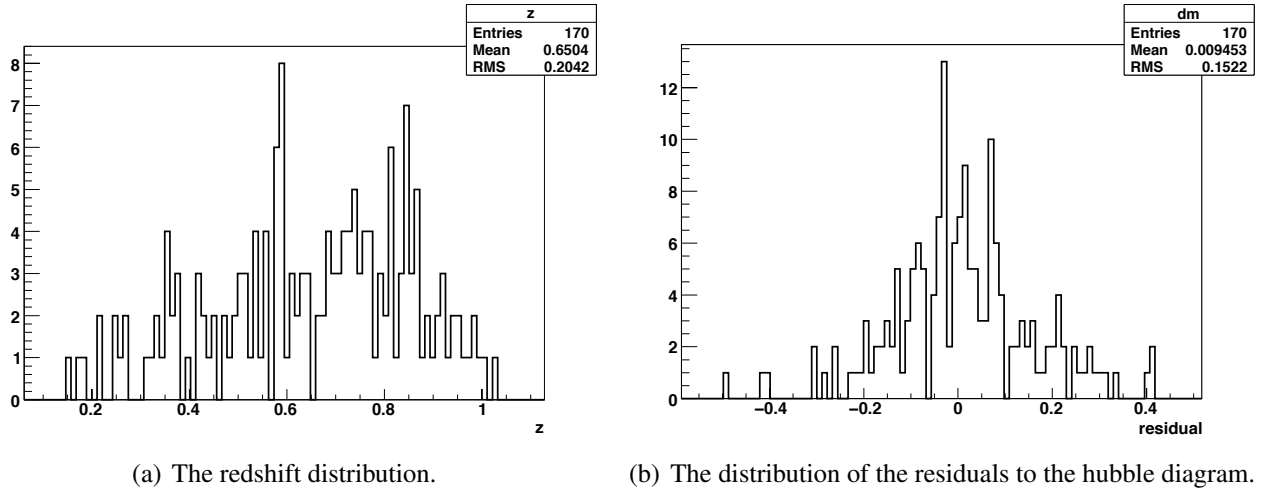 z
Entries 170
Mean 0.6504
RMS 0.2042
8
7
6
5
4
3
2
1
0
0.2 0.4 0.6 0.8 1
z
dm
Entries 170
Mean 0.009453
RMS 0.1522
12
10
8
6
4
2
0
−0.4 −0.2 0 0.2 0.4
residual
(a) The redshift distribution.
(b) The distribution of the residuals to the hubble diagram.